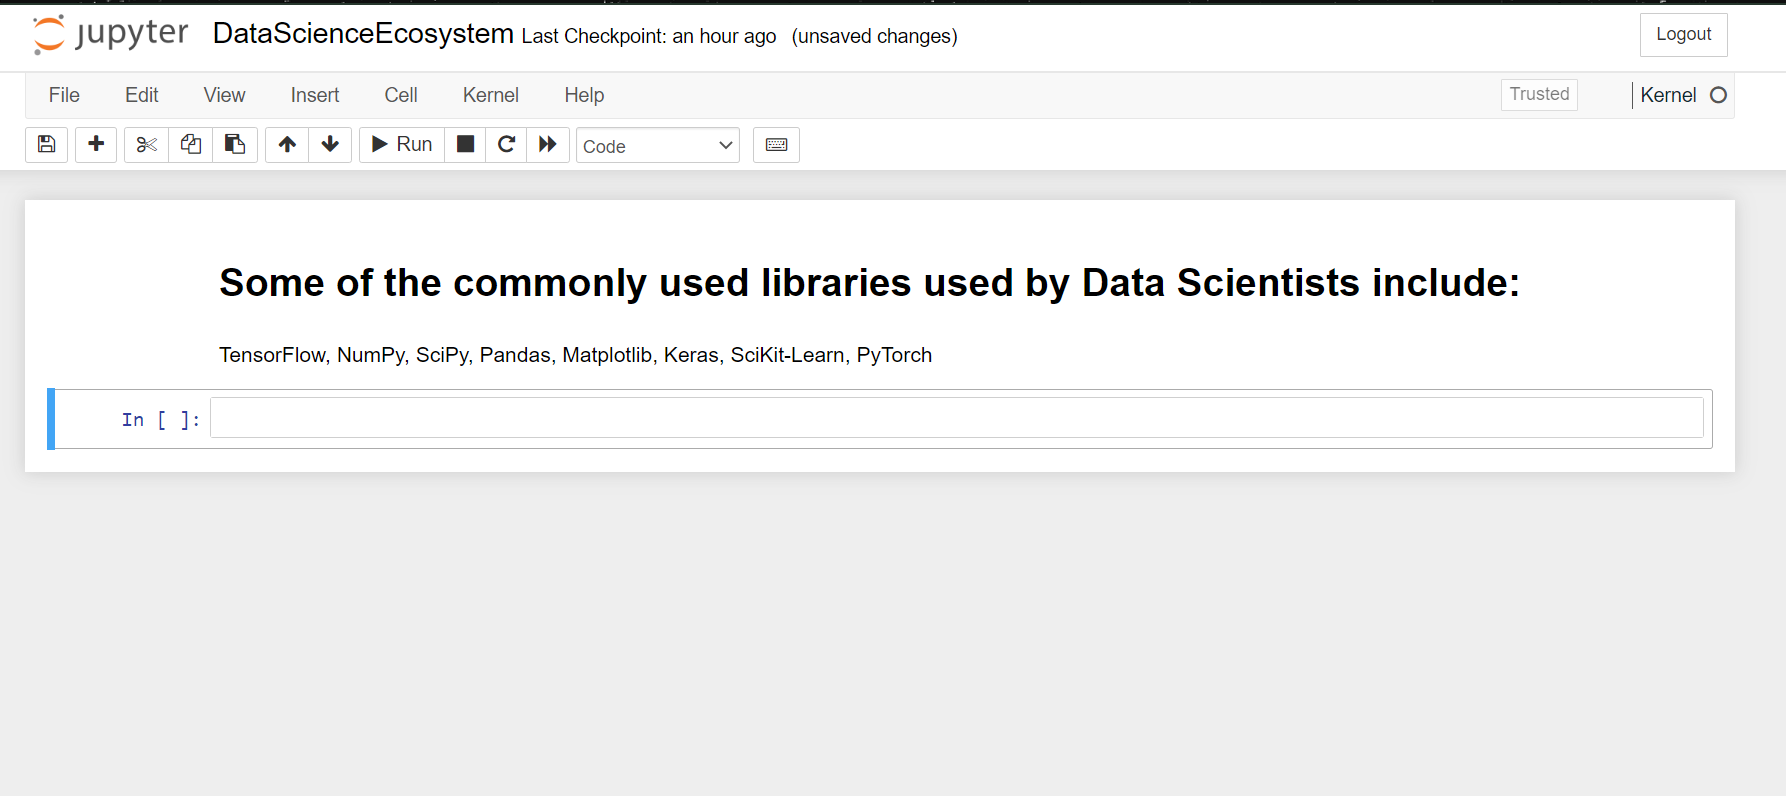 jupyter DataScienceEcosystem Last Checkpoint: an hour ago (unsaved changes) Logout
File Edit View Insert Cell Kernel Help Trusted Kernel
Run Code
Some of the commonly used libraries used by Data Scientists include:
TensorFlow, NumPy, SciPy, Pandas, Matplotlib, Keras, SciKit-Learn, PyTorch
In [ ]: